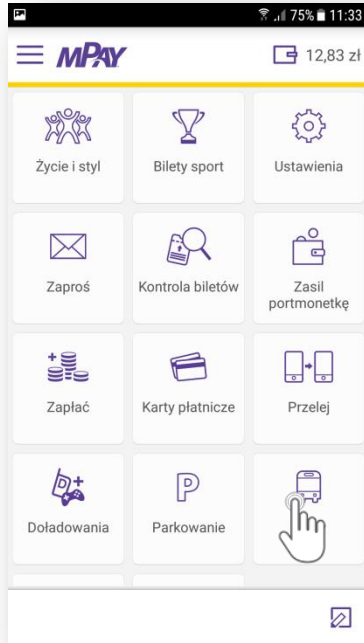 75% 11:33
mPAY 12,83 zł
Życie i styl
Bilety sport
Ustawienia
Zaproś
Kontrola biletów
Zasil
portmonetkę
Zapłać
Karty płatnicze
Przelej
Doładowania
P
Parkowanie